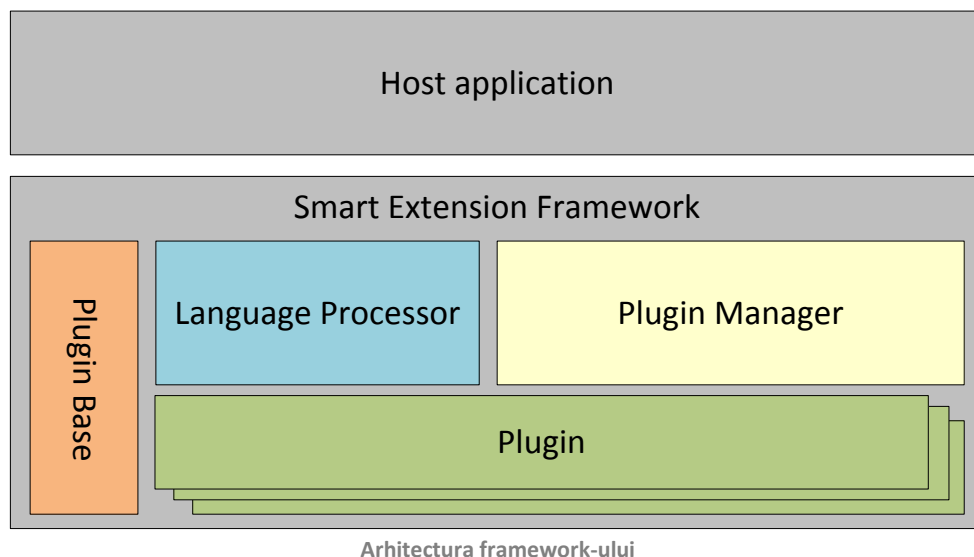 Host application
Smart Extension Framework
Plugin Base
Language Processor
Plugin Manager
Plugin
Arhitectura framework-ului